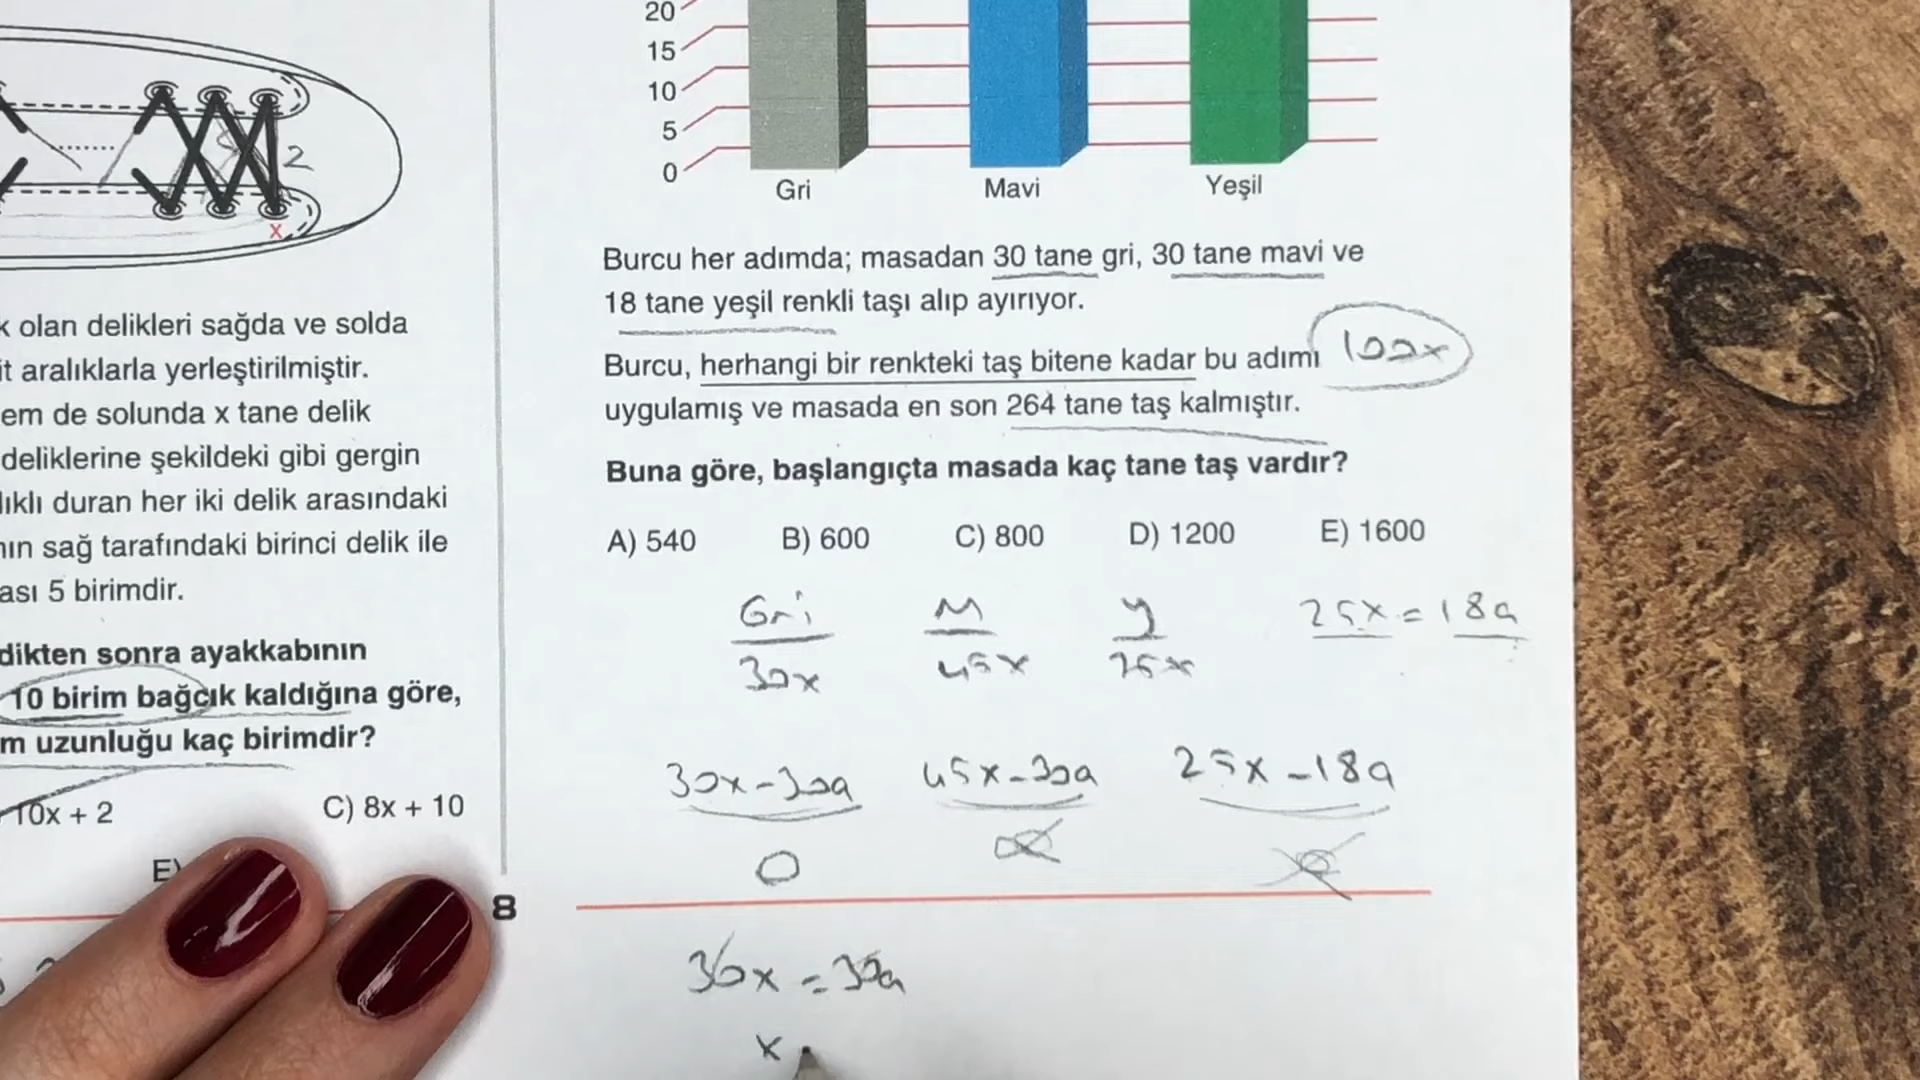 20
15
10
5
0
Gri Mavi Yeşil
2
x
olan delikleri sağda ve solda
it aralıklarla yerleştirilmiştir.
em de solunda x tane delik
deliklerine şekildeki gibi gergin
lıklı duran her iki delik arasındaki
nın sağ tarafındaki birinci delik ile
ası 5 birimdir.
dikten sonra ayakkabının
10 birim bağcık kaldığına göre,
m uzunluğu kaç birimdir?
10x + 2 C) 8x + 10
E)
8
Burcu her adımda; masadan 30 tane gri, 30 tane mavi ve
18 tane yeşil renkli taşı alıp ayırıyor.
Burcu, herhangi bir renkteki taş bitene kadar bu adımı
100x
uygulamış ve masada en son 264 tane taş kalmıştır.
Buna göre, başlangıçta masada kaç tane taş vardır?
A) 540 B) 600 C) 800 D) 1200 E) 1600
Gri M y 25x = 18a
30x 45x 25x
30x-30a 45x-30a 25x-18a
0
30x = 30a
x